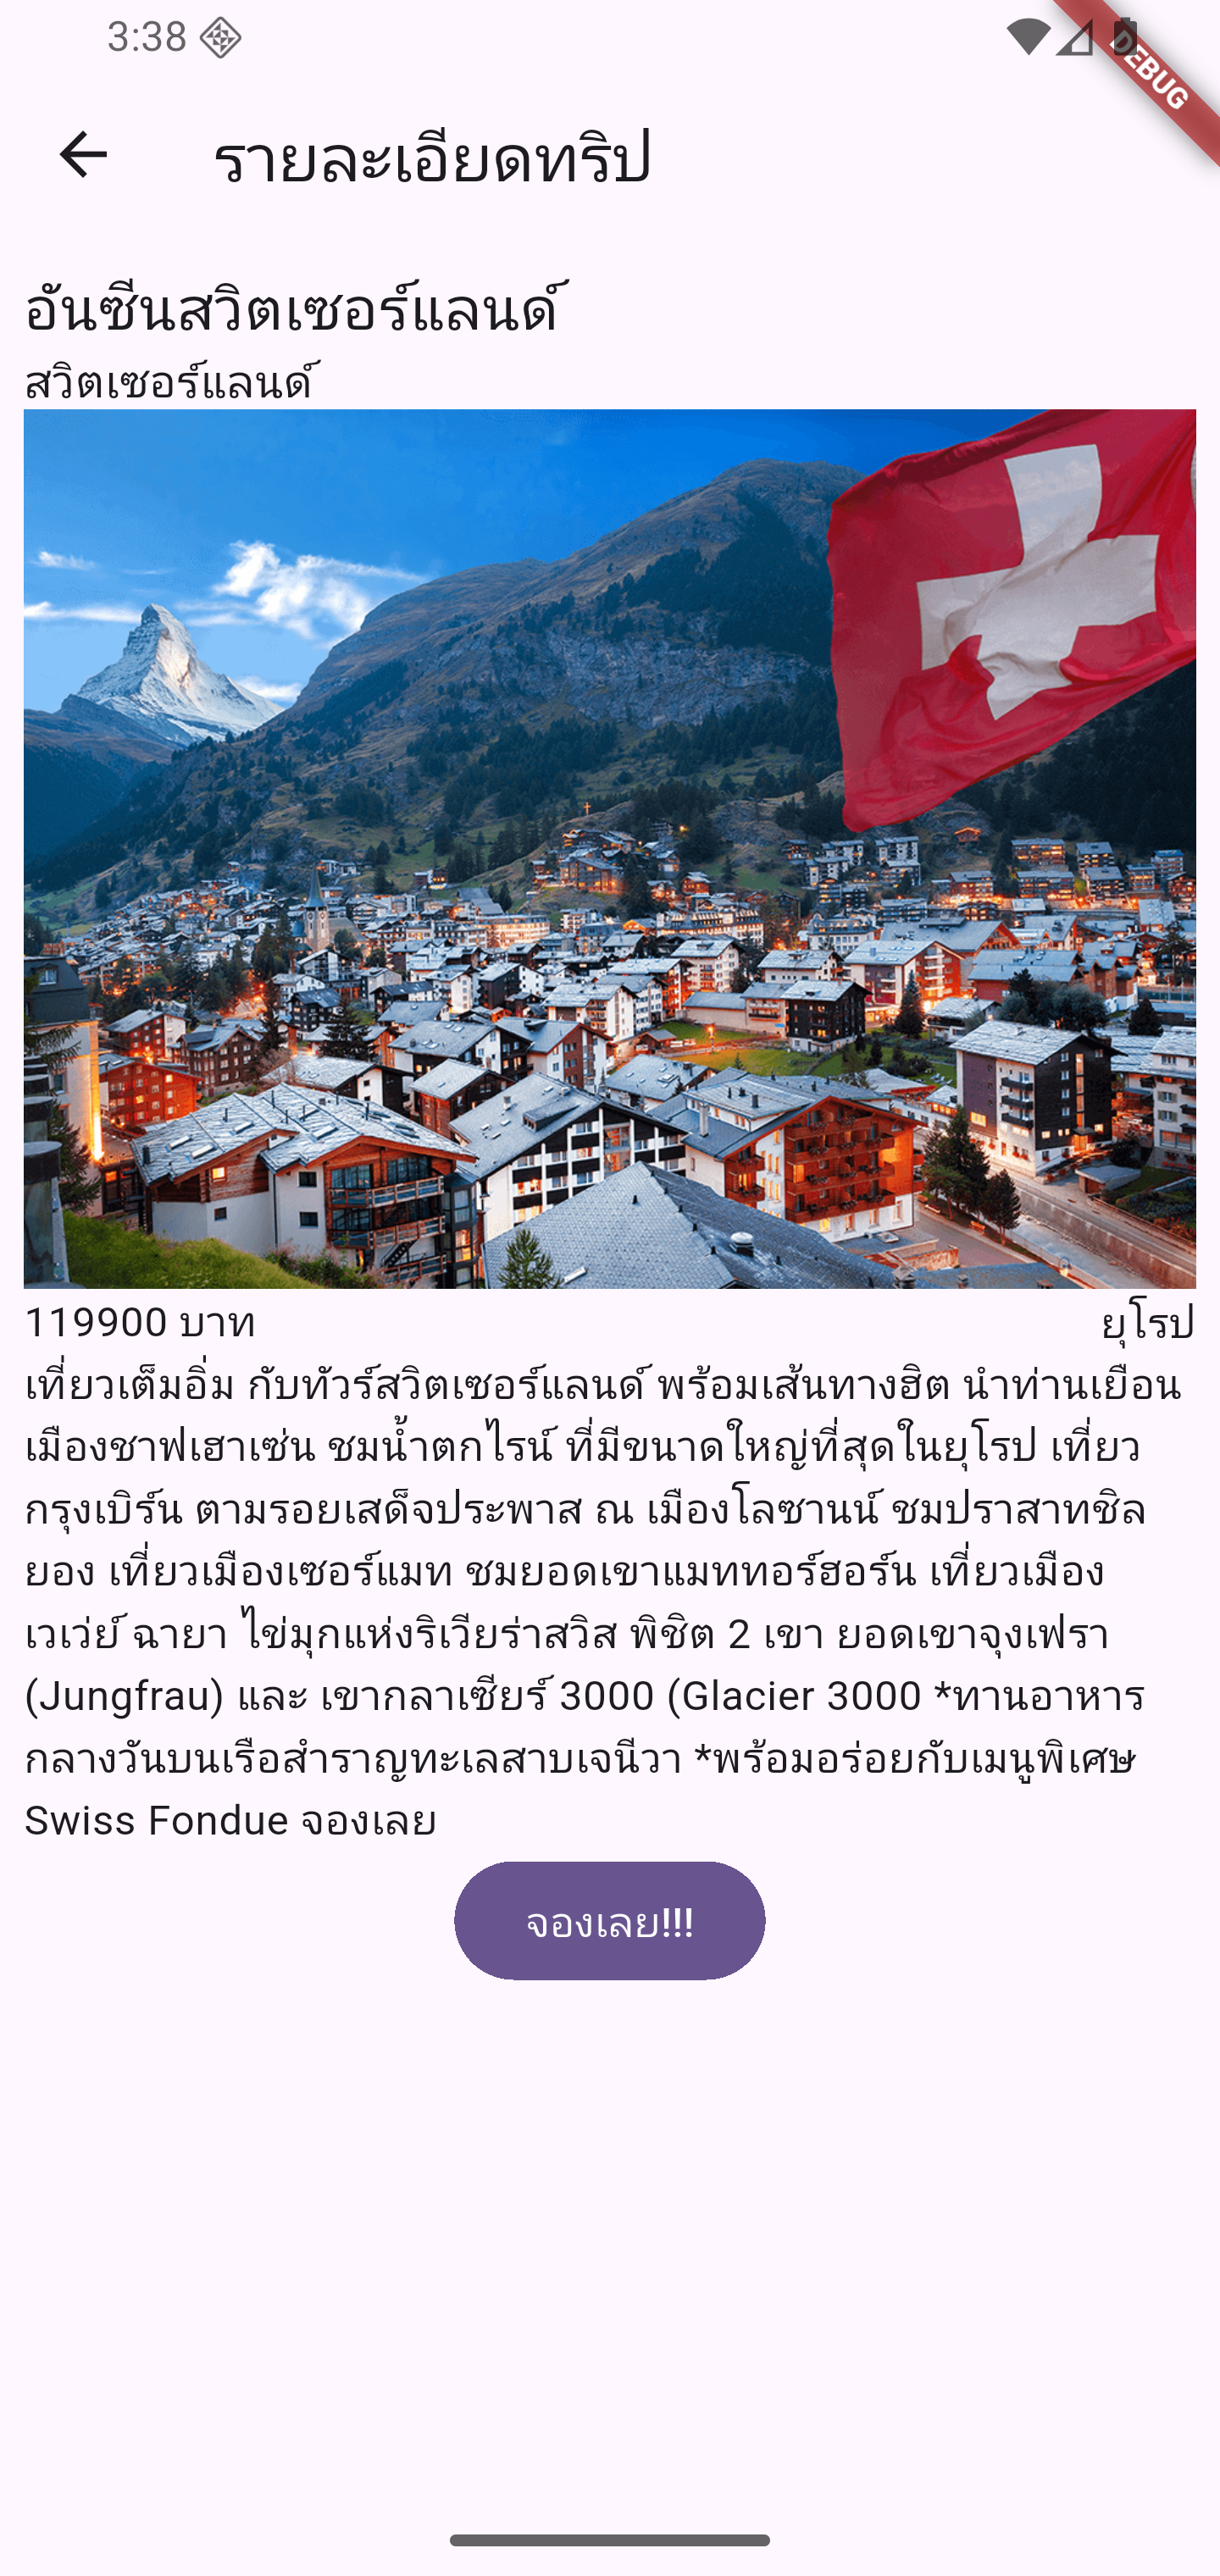 3:38
DEBUG
รายละเอียดทริป
อันซีนสวิตเซอร์แลนด์
สวิตเซอร์แลนด์
119900 บาท
ยุโรป
เที่ยวเต็มอิ่ม กับทัวร์สวิตเซอร์แลนด์ พร้อมเส้นทางฮิต นำท่านเยือน
เมืองชาฟเฮาเซ่น ชมน้ำตกไรน์ ที่มีขนาดใหญ่ที่สุดในยุโรป เที่ยว
กรุงเบิร์น ตามรอยเสด็จประพาส ณ เมืองโลซานน์ ชมปราสาทชิล
ยอง เที่ยวเมืองเซอร์แมท ชมยอดเขาแมททอร์ฮอร์น เที่ยวเมือง
เวเว่ย์ ฉายา ไข่มุกแห่งริเวียร่าสวิส พิชิต 2 เขา ยอดเขาจุงเฟรา
(Jungfrau) และ เขากลาเซียร์ 3000 (Glacier 3000 *ทานอาหาร
กลางวันบนเรือสำราญทะเลสาบเจนีวา *พร้อมอร่อยกับเมนูพิเศษ
Swiss Fondue จองเลย
จองเลย!!!